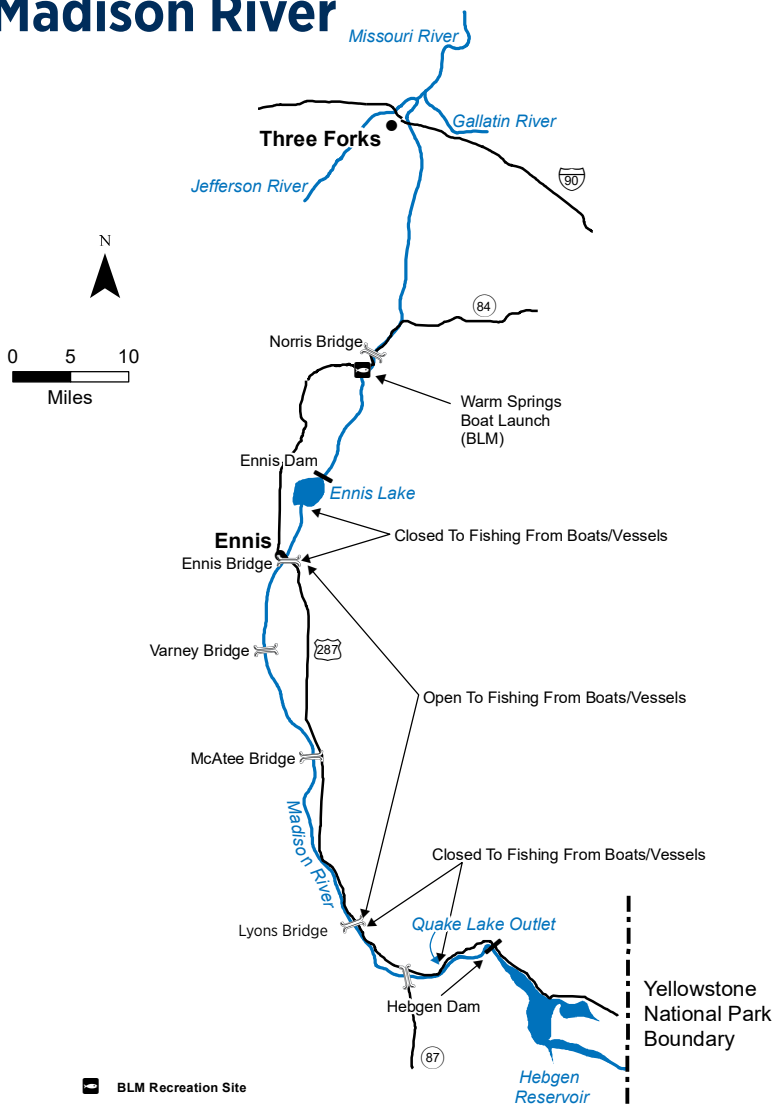 Madison River
Missouri River
Gallatin River
Three Forks
90
Jefferson River
N
84
Norris Bridge
0 5 10
Miles
Warm Springs
Boat Launch
(BLM)
Ennis Dam
Ennis Lake
Closed To Fishing From Boats/Vessels
Ennis
Ennis Bridge
Varney Bridge
287
Open To Fishing From Boats/Vessels
McAtee Bridge
Madison River
Closed To Fishing From Boats/Vessels
Lyons Bridge
Quake Lake Outlet
Yellowstone
National Park
Boundary
Hebgen Dam
87
Hebgen
Reservoir
BLM Recreation Site